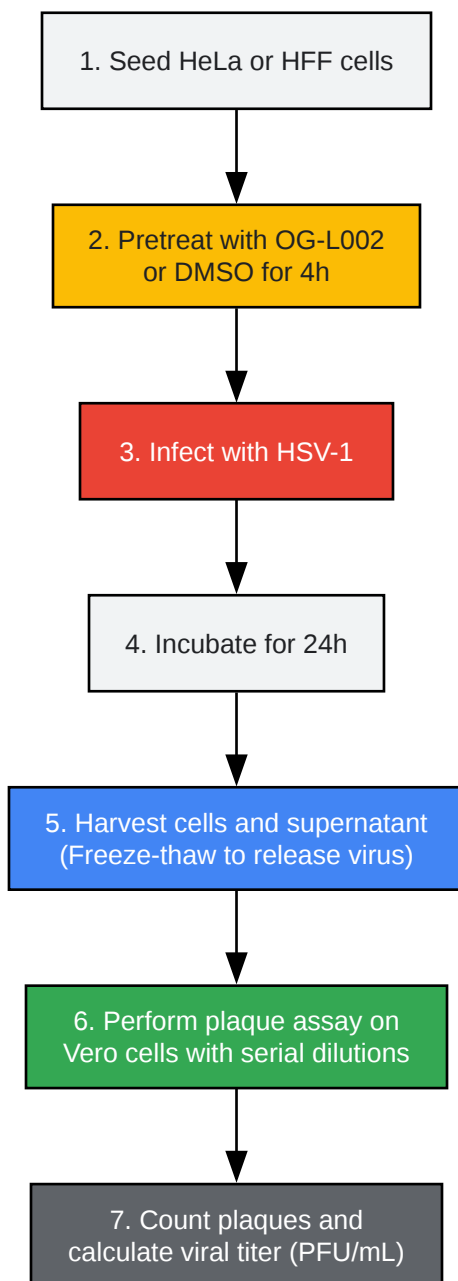 1. Seed HeLa or HFF cells
2. Pretreat with OG-L002
or DMSO for 4h
3. Infect with HSV-1
4. Incubate for 24h
5. Harvest cells and supernatant
(Freeze-thaw to release virus)
6. Perform plaque assay on
Vero cells with serial dilutions
7. Count plaques and
calculate viral titer (PFU/mL)